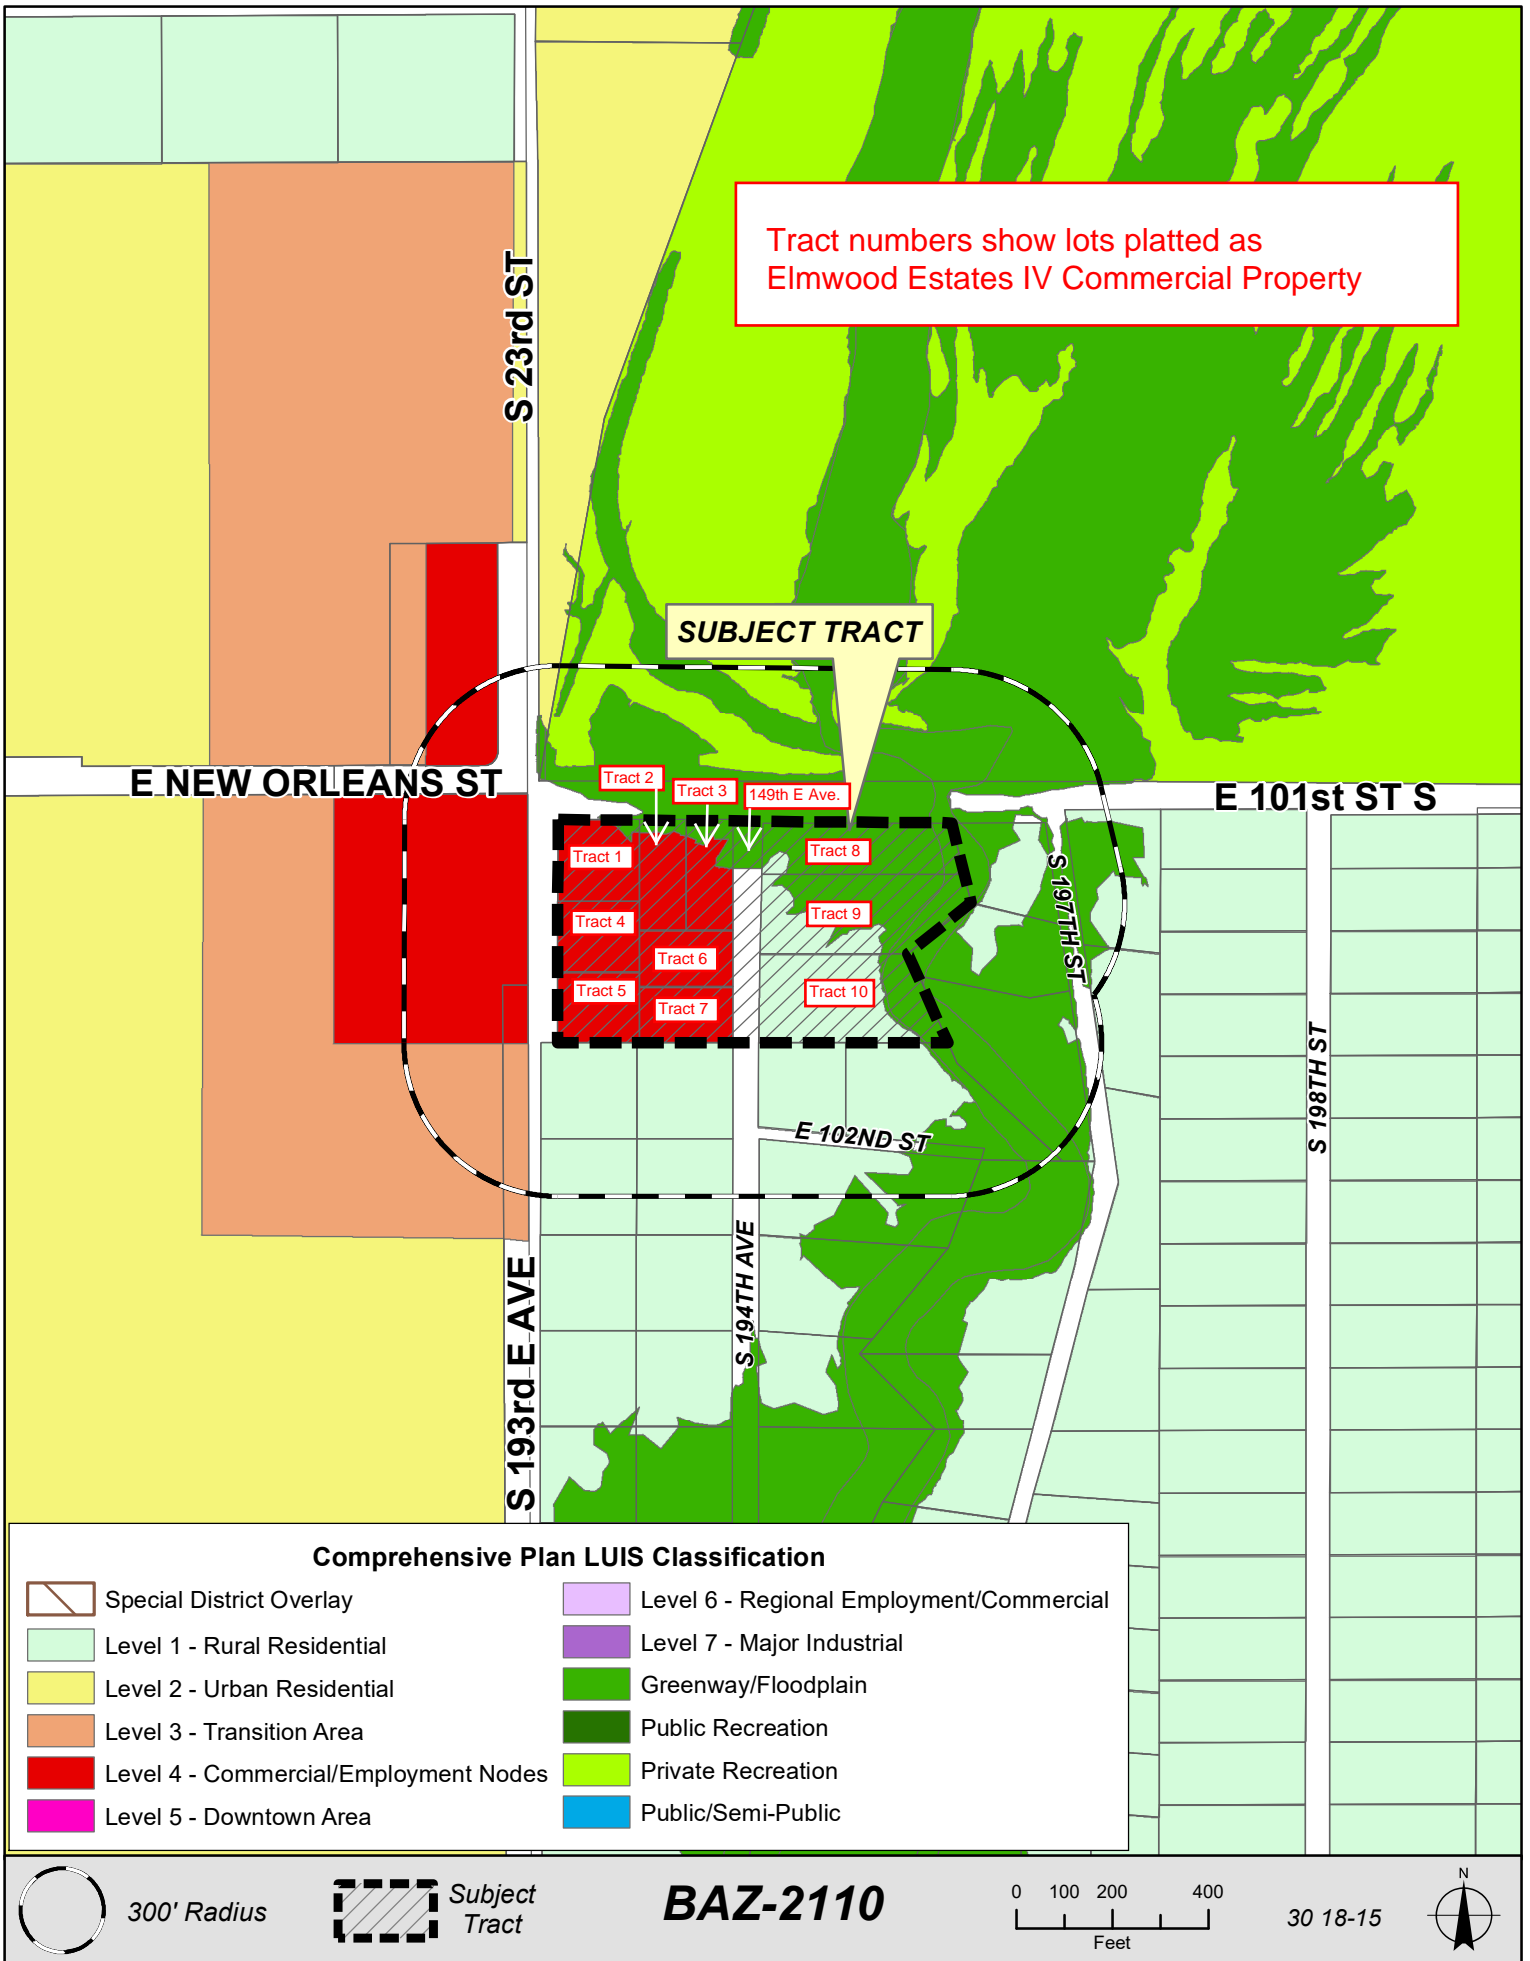 Tract numbers show lots platted as
Elmwood Estates IV Commercial Property
S 23rd ST
SUBJECT TRACT
E NEW ORLEANS ST
E 101st ST S
Tract 2
Tract 3
149th E Ave.
Tract 1
Tract 8
Tract 4
Tract 9
Tract 6
Tract 5
Tract 10
Tract 7
S 197TH ST
S 198TH ST
E 102ND ST
S 194TH AVE
S 193rd E AVE
Comprehensive Plan LUIS Classification
Special District Overlay
Level 1 - Rural Residential
Level 2 - Urban Residential
Level 3 - Transition Area
Level 4 - Commercial/Employment Nodes
Level 5 - Downtown Area
Level 6 - Regional Employment/Commercial
Level 7 - Major Industrial
Greenway/Floodplain
Public Recreation
Private Recreation
Public/Semi-Public
300' Radius
Subject
Tract
BAZ-2110
0 100 200 400
Feet
30 18-15
N